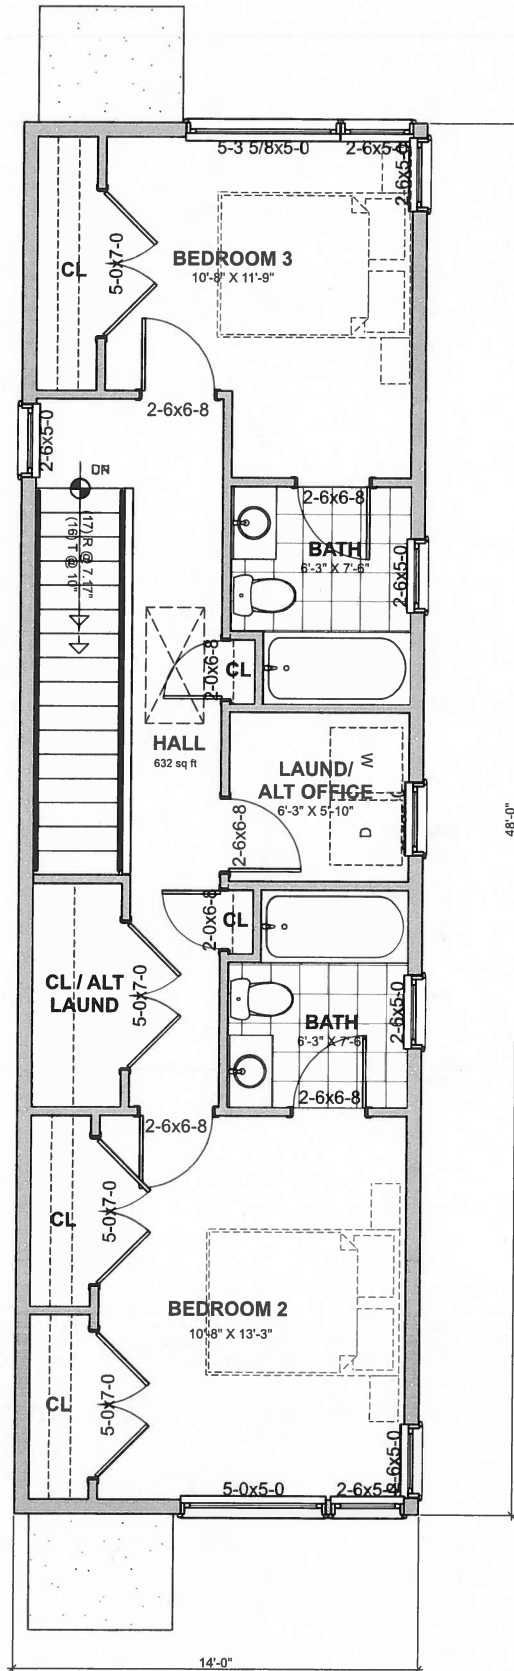 5-3 5/8x5-0
2-6x5-0
2-6x5-0
CL
5-0x7-0
BEDROOM 3
10'-8" X 11'-9"
2-6x6-8
2-6x5-0
DN
(17) R @ 7.17"
(16) T @ 10"
2-6x6-8
BATH
6'-3" X 7'-6"
2-6x5-0
2-0x6-8
CL
HALL
632 sq ft
LAUND/
ALT OFFICE
6'-3" X 5'-10"
W
D
2-6x6-8
48'-0"
2-0x6-8
CL
CL / ALT
LAUND
5-0x7-0
BATH
6'-3" X 7'-6"
2-6x5-0
2-6x6-8
2-6x6-8
CL
5-0x7-0
BEDROOM 2
10'-8" X 13'-3"
CL
5-0x7-0
2-6x5-0
5-0x5-0
14'-0"